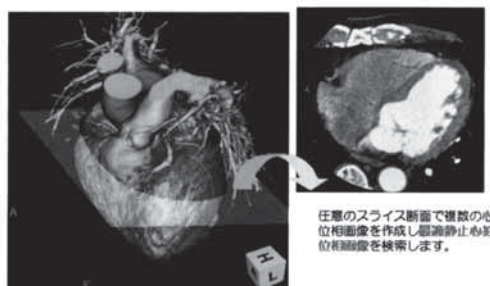 A
H
L
任意のスライス断面で複数の心
位相画像を作成し最適静止心拍
位相画像を検索します。